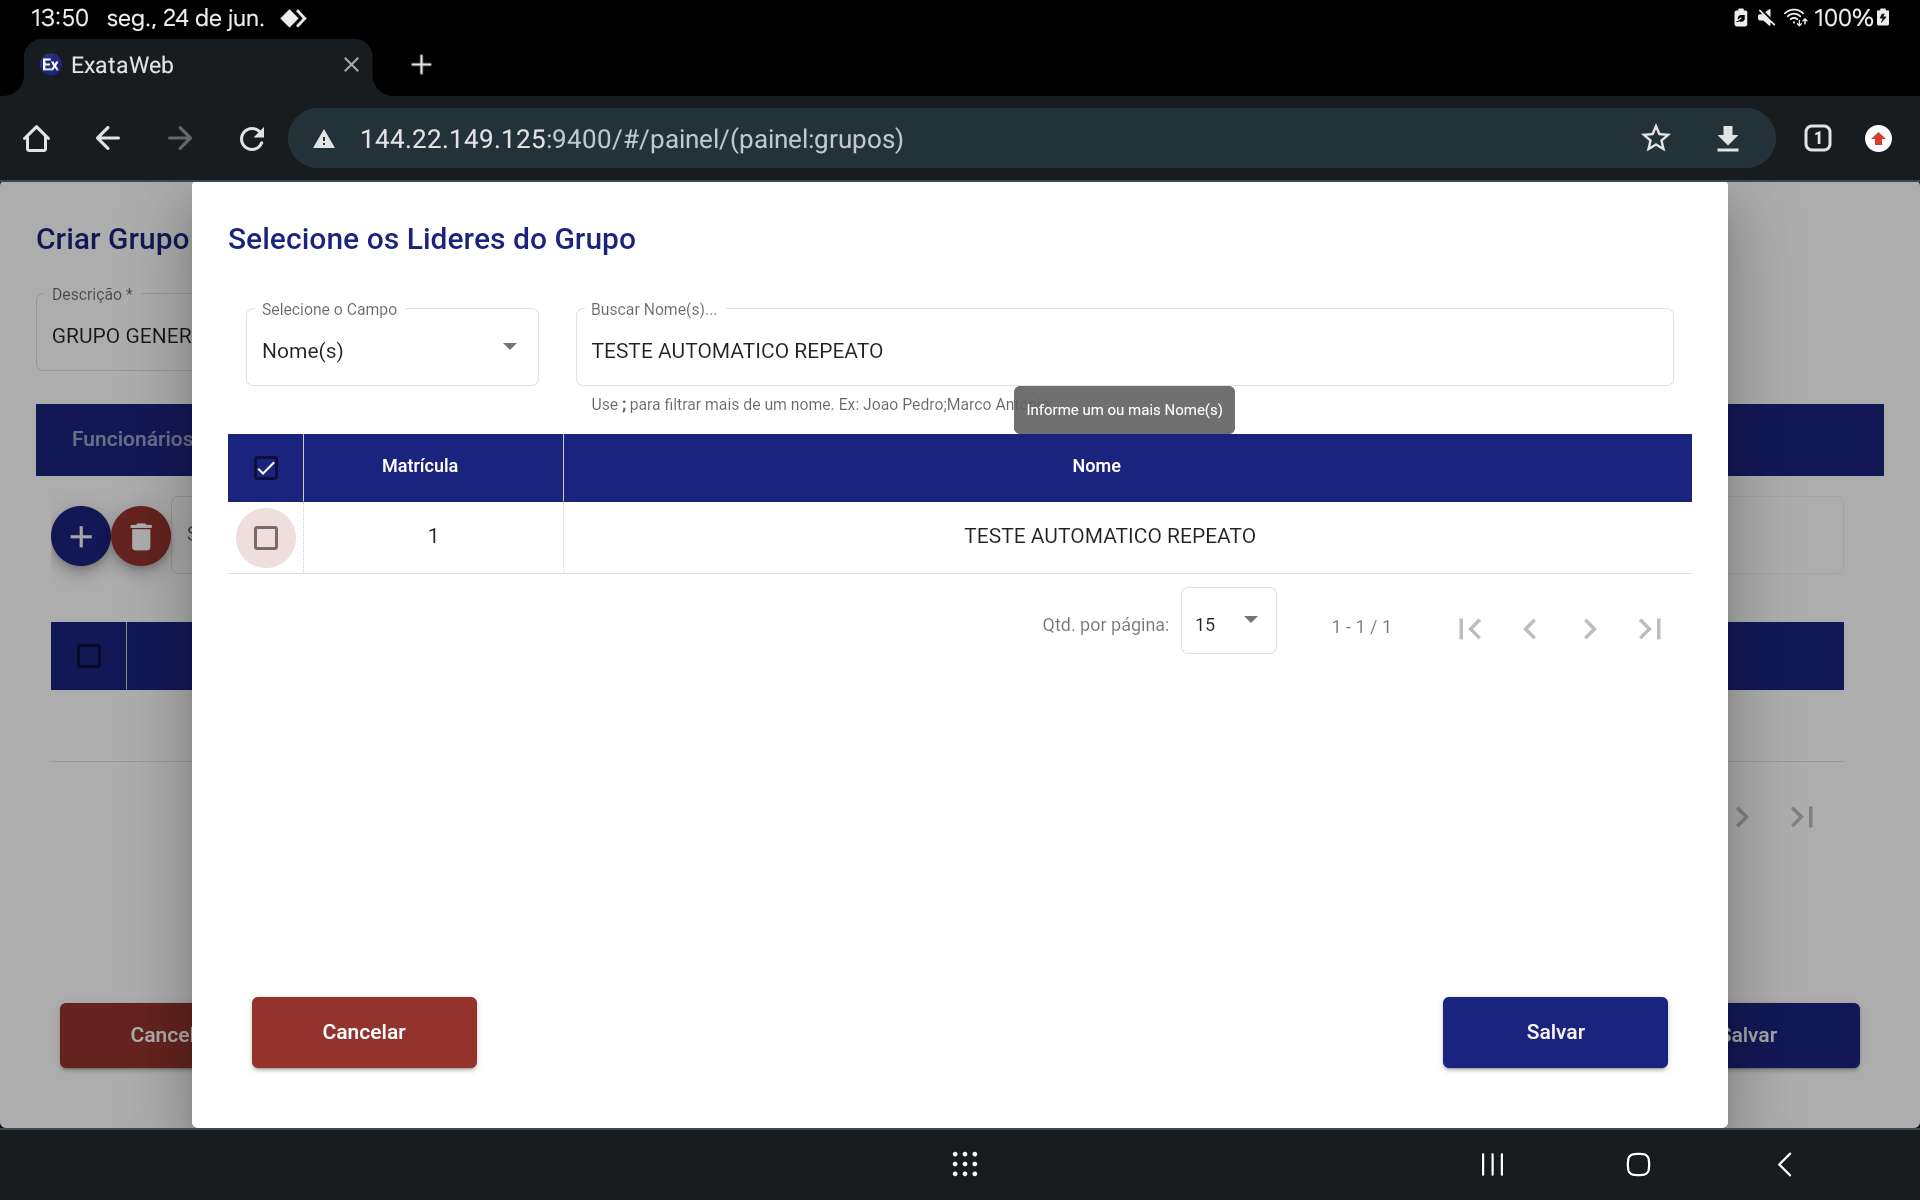 13:50 seg., 24 de jun. 100%
Ex ExataWeb
144.22.149.125:9400/#/painel/(painel:grupos) 1
Criar Grupo
Selecione os Lideres do Grupo
Descrição *
GRUPO GENER
Selecione o Campo
Nome(s)
Buscar Nome(s)...
TESTE AUTOMATICO REPEATO
Use ; para filtrar mais de um nome. Ex: Joao Pedro;Marco An
Informe um ou mais Nome(s)
Funcionários
Matrícula Nome
1 TESTE AUTOMATICO REPEATO
Qtd. por página: 15 1 - 1 / 1
Cancel
Cancelar
Salvar
Salvar